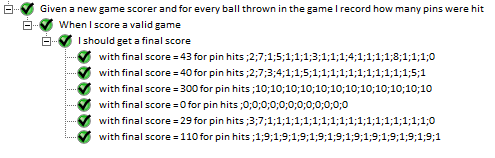 Given a new game scorer and for every ball thrown in the game I record how many pins were hit
When I score a valid game
I should get a final score
with final score = 43 for pin hits ;2;7;1;5;1;1;1;3;1;1;1;4;1;1;1;1;8;1;1;1;0
with final score = 40 for pin hits ;2;7;3;4;1;1;5;1;1;1;1;1;1;1;1;1;1;1;5;1
with final score = 300 for pin hits ;10;10;10;10;10;10;10;10;10;10;10;10
with final score = 0 for pin hits ;0;0;0;0;0;0;0;0;0;0;0
with final score = 29 for pin hits ;3;7;1;1;1;1;1;1;1;1;1;1;1;1;1;1;1;1;1;1;0
with final score = 110 for pin hits ;1;9;1;9;1;9;1;9;1;9;1;9;1;9;1;9;1;9;1;9;1